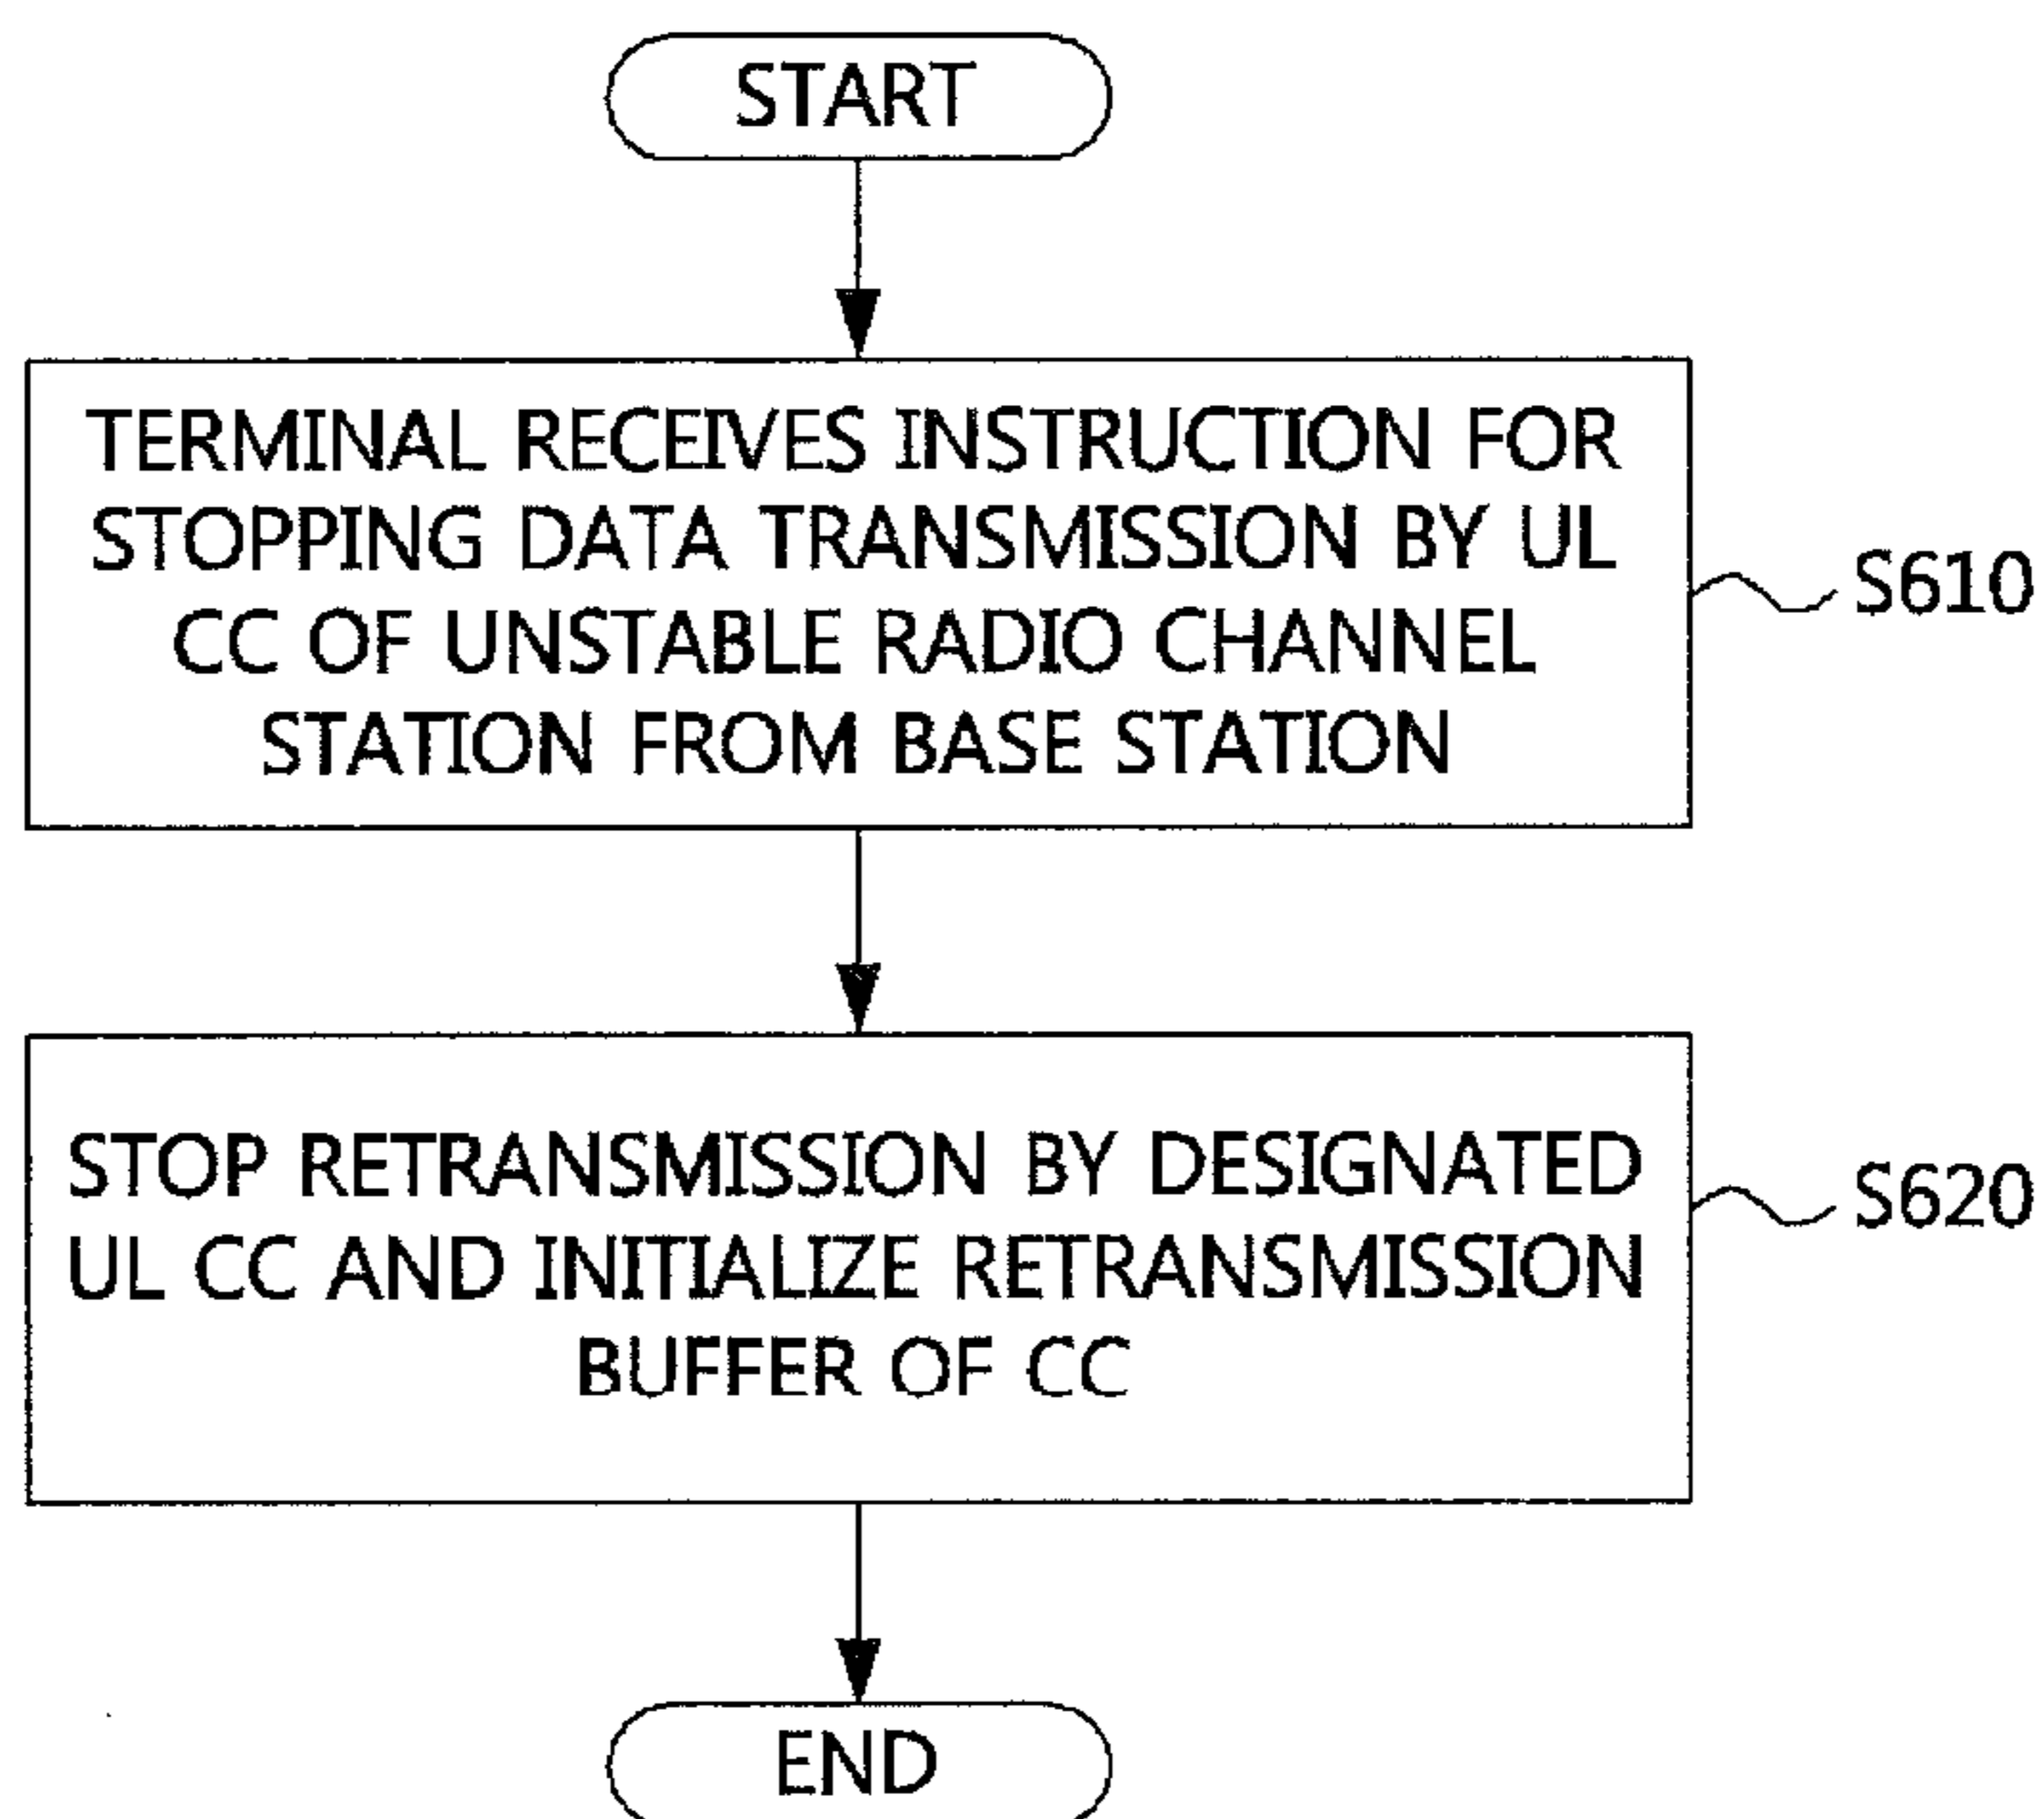 START
TERMINAL RECEIVES INSTRUCTION FOR
STOPPING DATA TRANSMISSION BY UL
CC OF UNSTABLE RADIO CHANNEL
STATION FROM BASE STATION
S610
STOP RETRANSMISSION BY DESIGNATED
UL CC AND INITIALIZE RETRANSMISSION
BUFFER OF CC
S620
END